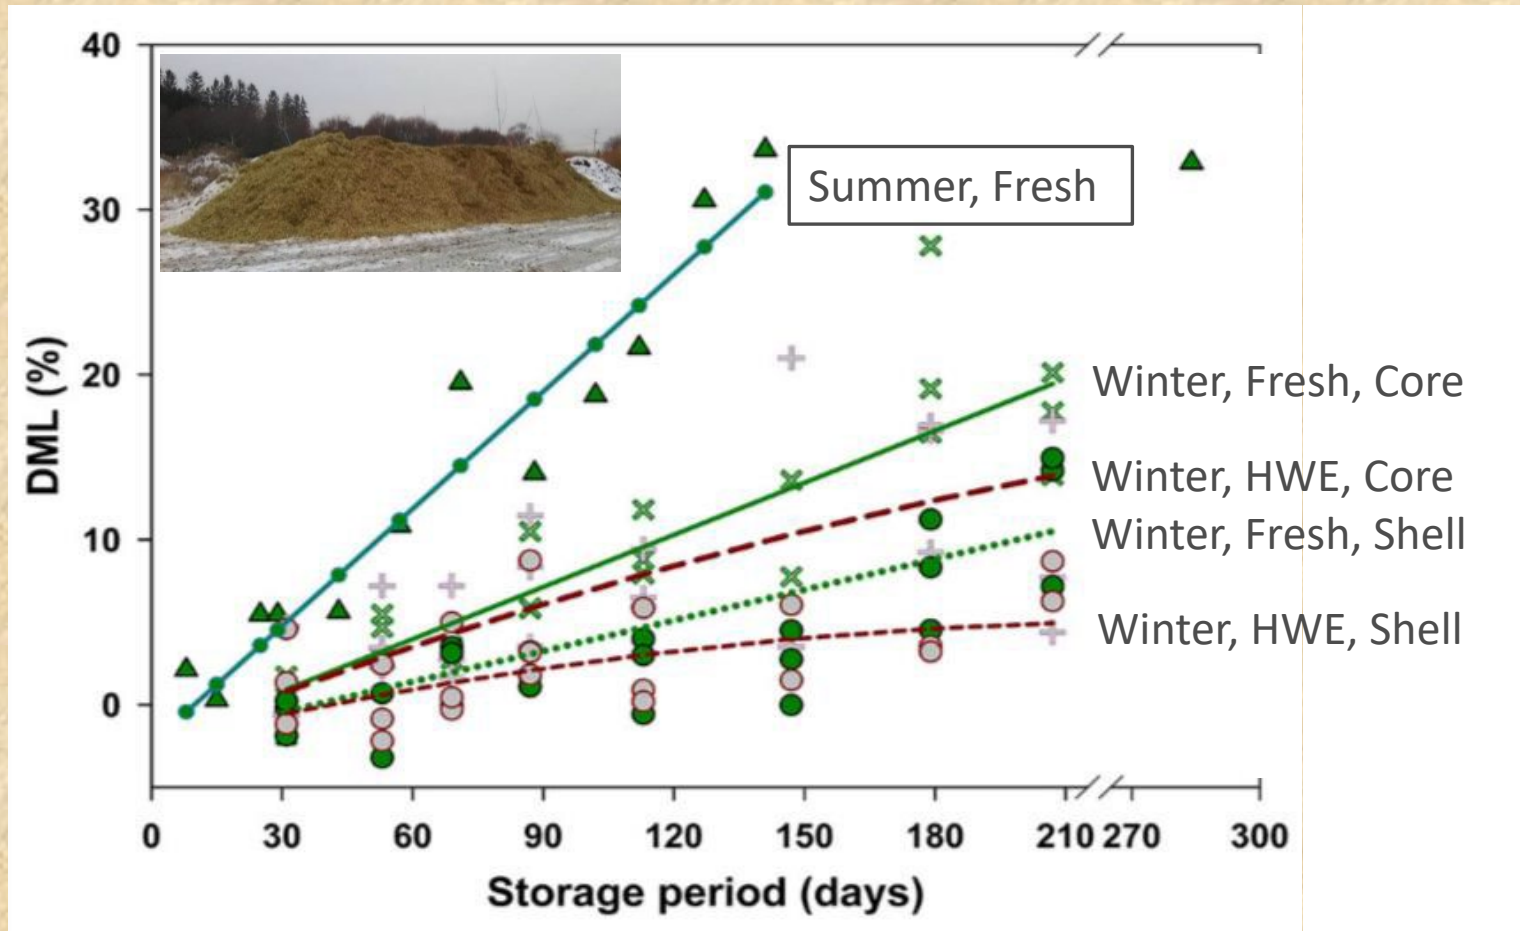 40
30
20
10
0
DML (%)
Summer, Fresh
Winter, Fresh, Core
Winter, HWE, Core
Winter, Fresh, Shell
Winter, HWE, Shell
0 30 60 90 120 150 180 210 270 300
Storage period (days)